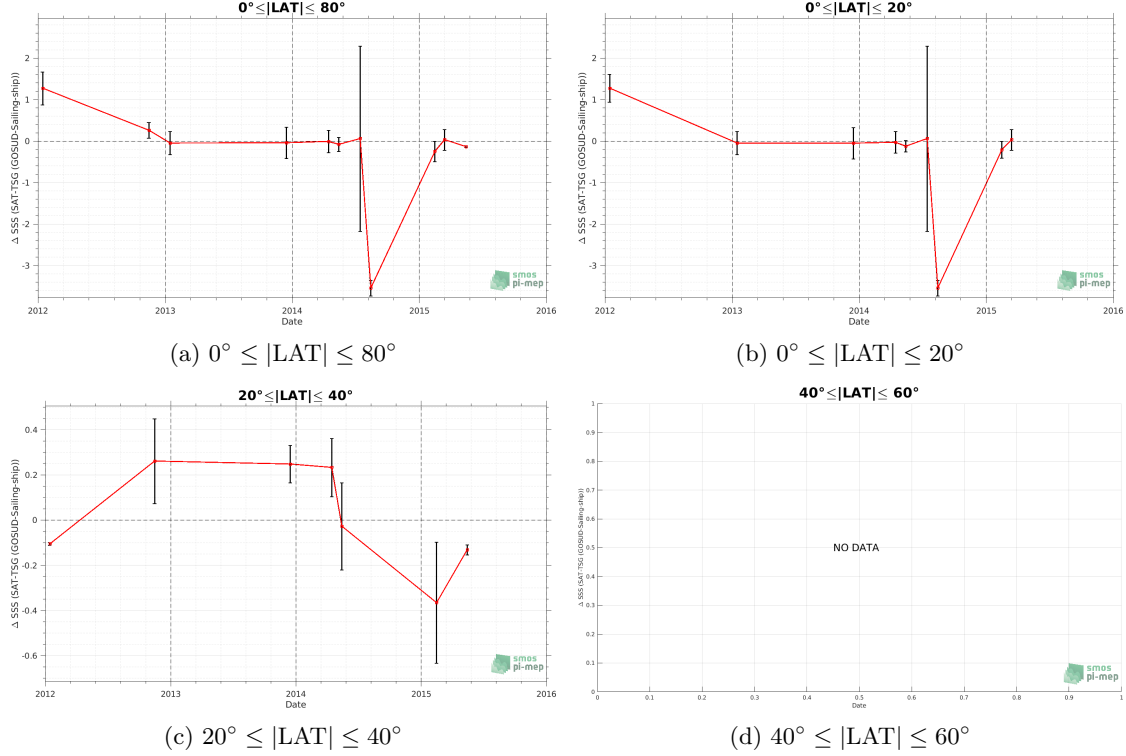 0°≤|LAT|≤ 80°
Δ SSS (SAT-TSG (GOSUD-Sailing-ship))
2
1
0
-1
-2
-3
2012 2013 2014 2015 2016
Date
smos
pi-mep
(a) 0° ≤ |LAT| ≤ 80°
0°≤|LAT|≤ 20°
Δ SSS (SAT-TSG (GOSUD-Sailing-ship))
2
1
0
-1
-2
-3
2012 2013 2014 2015 2016
Date
smos
pi-mep
(b) 0° ≤ |LAT| ≤ 20°
20°≤|LAT|≤ 40°
Δ SSS (SAT-TSG (GOSUD-Sailing-ship))
0.4
0.2
0
-0.2
-0.4
-0.6
2012 2013 2014 2015 2016
Date
smos
pi-mep
(c) 20° ≤ |LAT| ≤ 40°
40°≤|LAT|≤ 60°
Δ SSS (SAT-TSG (GOSUD-Sailing-ship))
1
0.9
0.8
0.7
0.6
0.5
0.4
0.3
0.2
0.1
0
NO DATA
0 0.1 0.2 0.3 0.4 0.5 0.6 0.7 0.8 0.9 1
Date
smos
pi-mep
(d) 40° ≤ |LAT| ≤ 60°